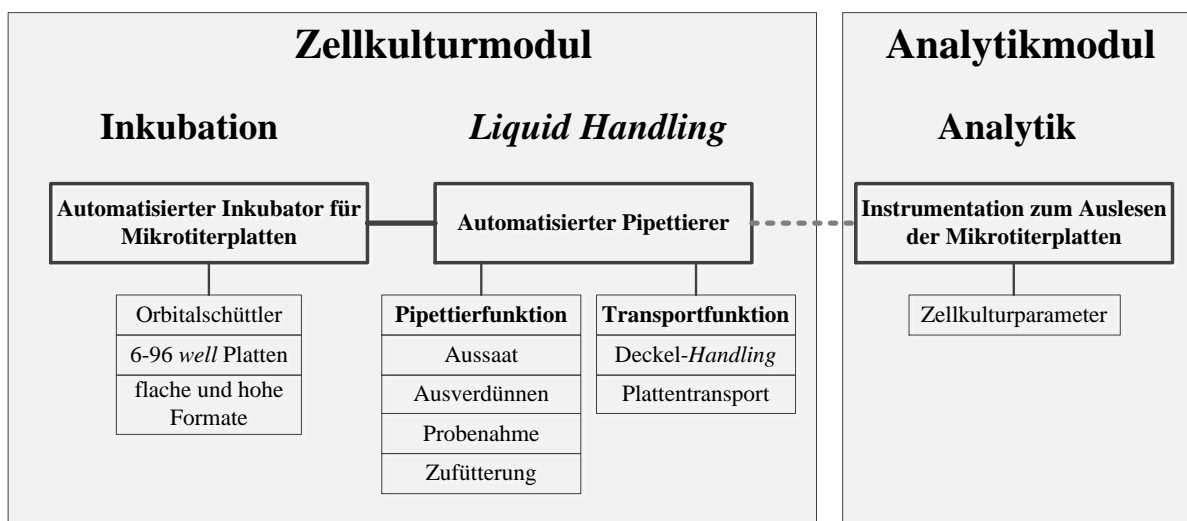 Zellkulturmodul
Inkubation
Liquid Handling
Automatisierter Inkubator für
Mikrotiterplatten
Automatisierter Pipettierer
Orbitalschüttler
6-96 well Platten
flache und hohe
Formate
Pipettierfunktion
Aussaat
Ausverdünnen
Probenahme
Zufütterung
Transportfunktion
Deckel-Handling
Plattentransport
Analytikmodul
Analytik
Instrumentation zum Auslesen
der Mikrotiterplatten
Zellkulturparameter